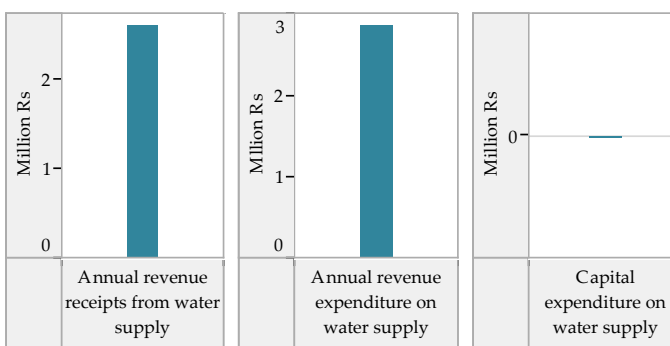 Million Rs
2
1
0
Annual revenue
receipts from water
supply
Million Rs
3
2
1
0
Annual revenue
expenditure on
water supply
Million Rs
0
Capital
expenditure on
water supply